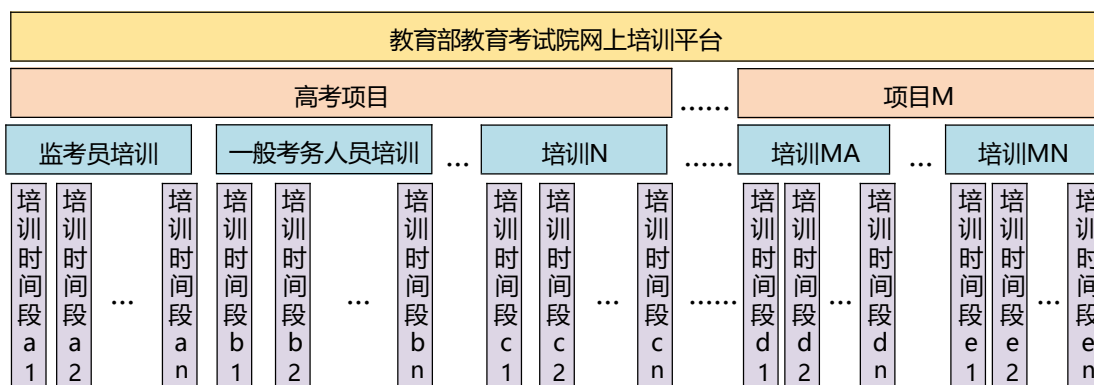 教育部教育考试院网上培训平台
高考项目 …… 项目M
监考员培训 一般考务人员培训 … 培训N …… 培训MA … 培训MN
培训时间段a1
培训时间段a2
…
培训时间段an
培训时间段b1
培训时间段b2
…
培训时间段bn
培训时间段c1
培训时间段c2
…
培训时间段cn
……
培训时间段d1
培训时间段d2
…
培训时间段dn
培训时间段e1
培训时间段e2
…
培训时间段en